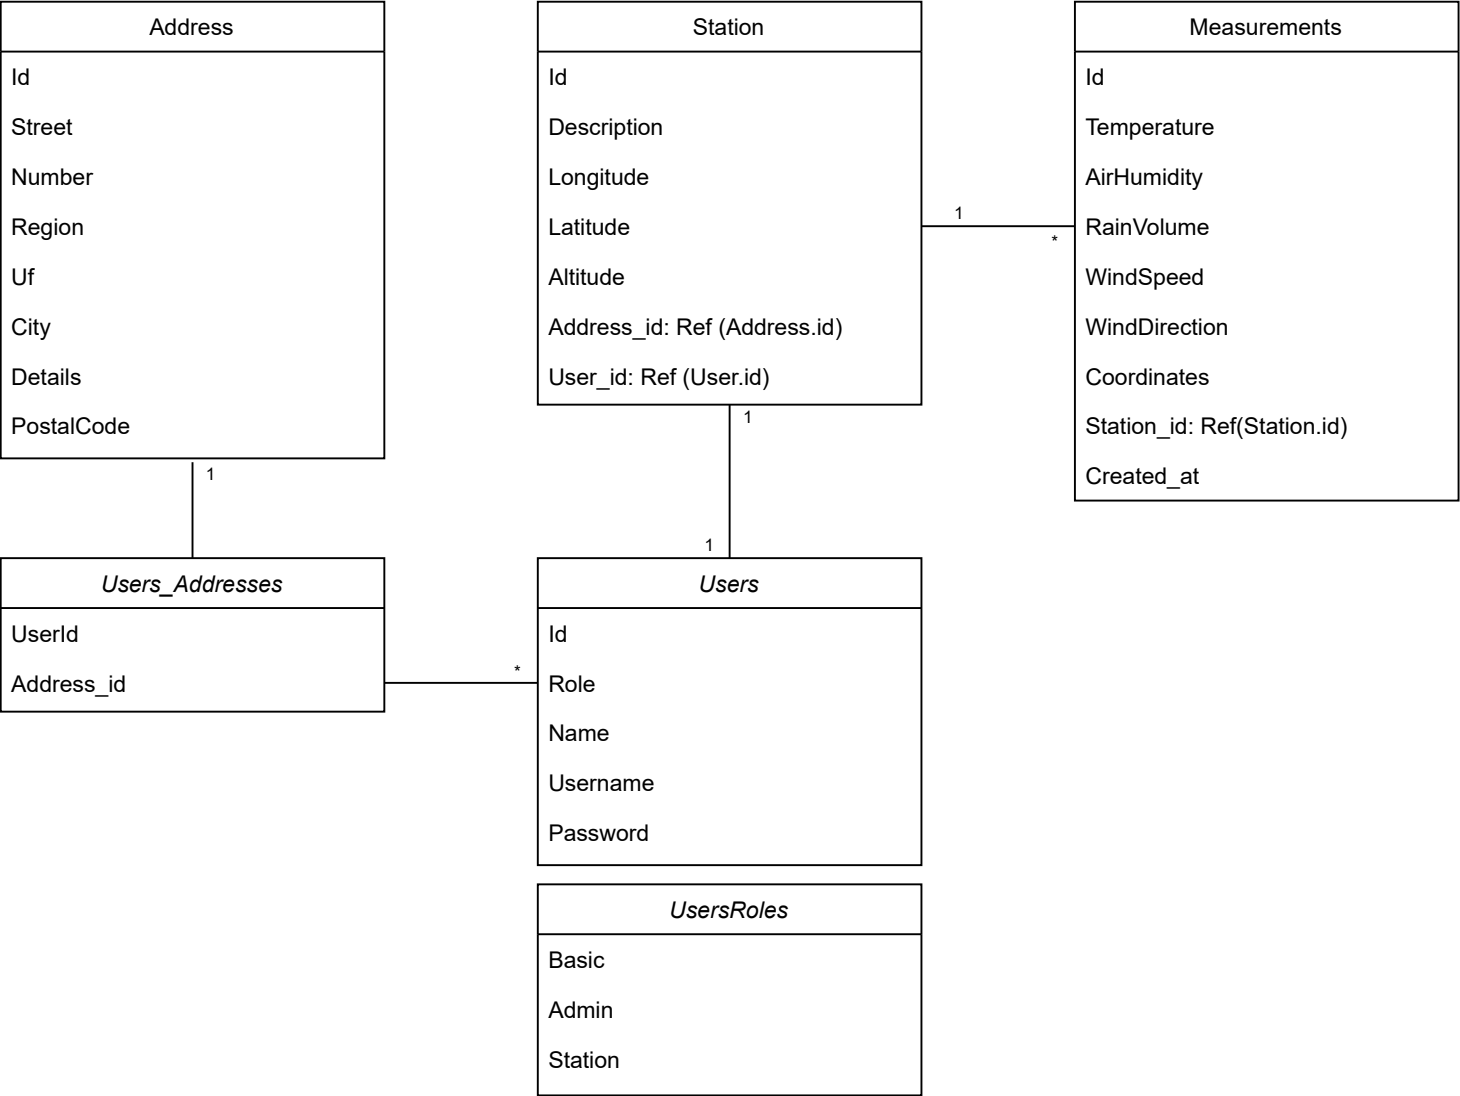 Address
Id
Street
Number
Region
Uf
City
Details
PostalCode
1
Station
Id
Description
Longitude
Latitude
Altitude
Address_id: Ref (Address.id)
User_id: Ref (User.id)
1
*
1
1
Measurements
Id
Temperature
AirHumidity
RainVolume
WindSpeed
WindDirection
Coordinates
Station_id: Ref(Station.id)
Created_at
Users_Addresses
UserId
Address_id
*
Users
Id
Role
Name
Username
Password
UsersRoles
Basic
Admin
Station